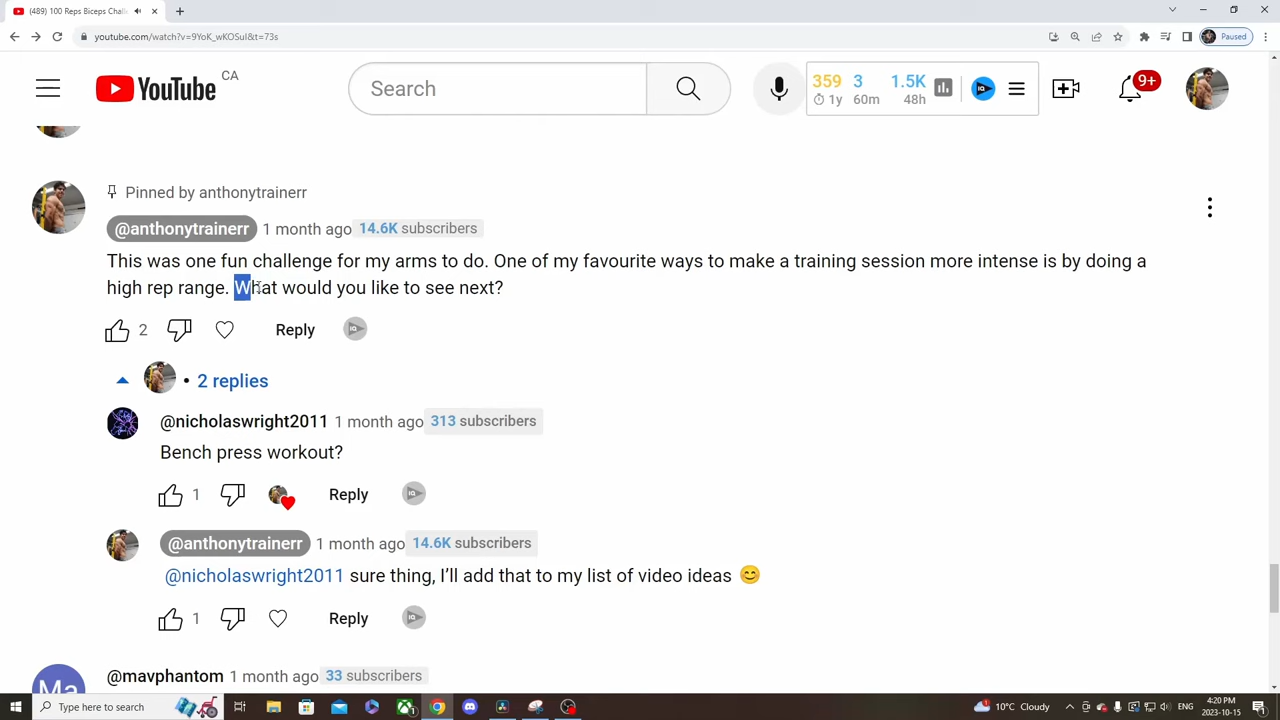 (489) 100 Reps Biceps Chall
youtube.com/watch?v=9YoK_wKOSuI&t=73s
Paused
YouTube CA
Search
359 3 1.5K
1y 60m 48h
IQ
9+
Pinned by anthonytrainerr
@anthonytrainerr 1 month ago 14.6K subscribers
This was one fun challenge for my arms to do. One of my favourite ways to make a training session more intense is by doing a
high rep range. What would you like to see next?
2 Reply IQ
2 replies
@nicholaswright2011 1 month ago 313 subscribers
Bench press workout?
1 Reply IQ
@anthonytrainerr 1 month ago 14.6K subscribers
@nicholaswright2011 sure thing, I’ll add that to my list of video ideas 😊
1 Reply IQ
Ma
@mavphantom 1 month ago 33 subscribers
Type here to search
10°C Cloudy
ENG
4:20 PM
2023-10-15